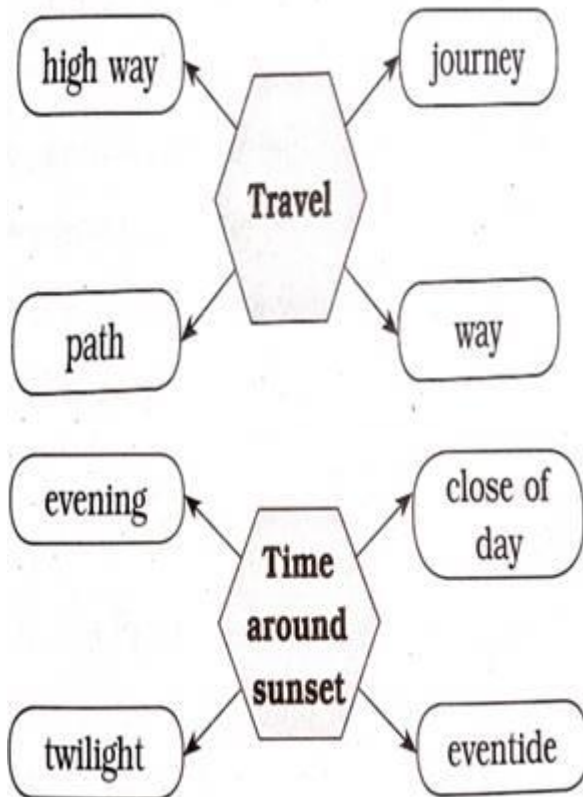 high way
journey
Travel
path
way
evening
close of
day
Time
around
sunset
twilight
eventide